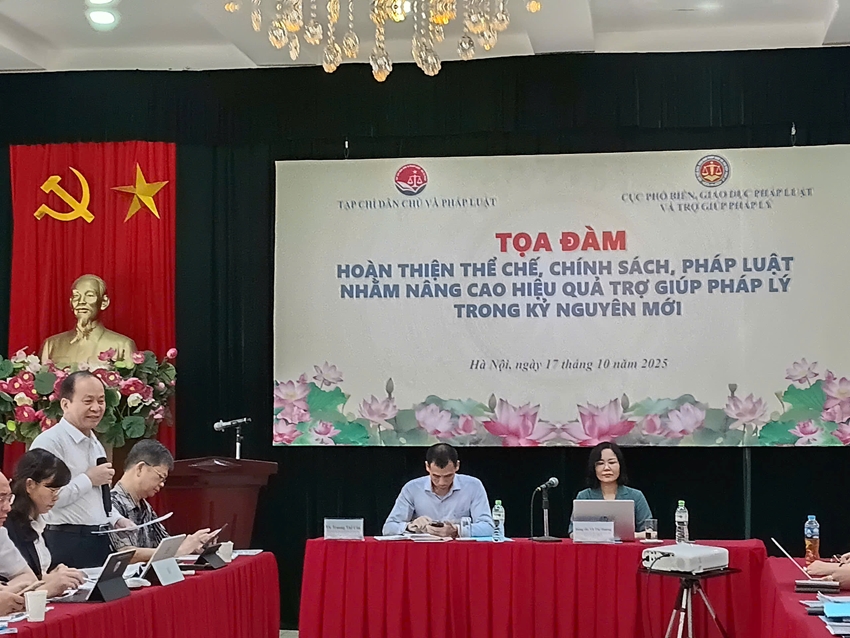 TẠP CHÍ DÂN CHỦ VÀ PHÁP LUẬT
CỤC PHỔ BIẾN, GIÁO DỤC PHÁP LUẬT
VÀ TRỢ GIÚP PHÁP LÝ
TỌA ĐÀM
HOÀN THIỆN THỂ CHẾ, CHÍNH SÁCH, PHÁP LUẬT
NHẰM NÂNG CAO HIỆU QUẢ TRỢ GIÚP PHÁP LÝ
TRONG KỶ NGUYÊN MỚI
Hà Nội, ngày 17 tháng 10 năm 2025